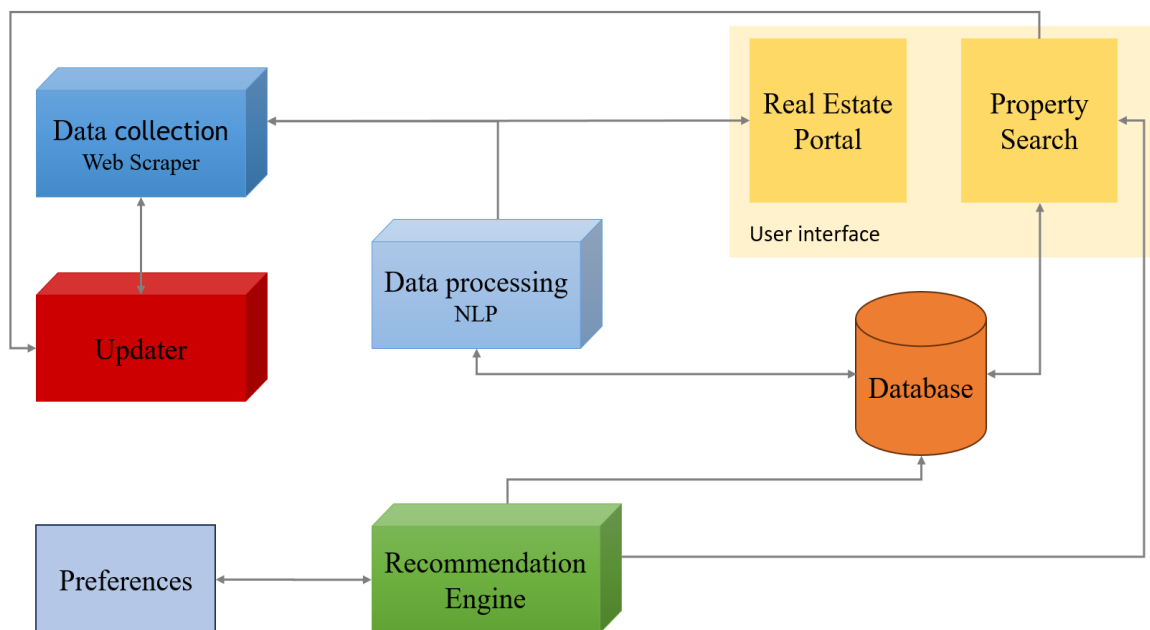 Data collection
Web Scraper
Real Estate
Portal
Property
Search
User interface
Data processing
NLP
Updater
Database
Preferences
Recommendation
Engine